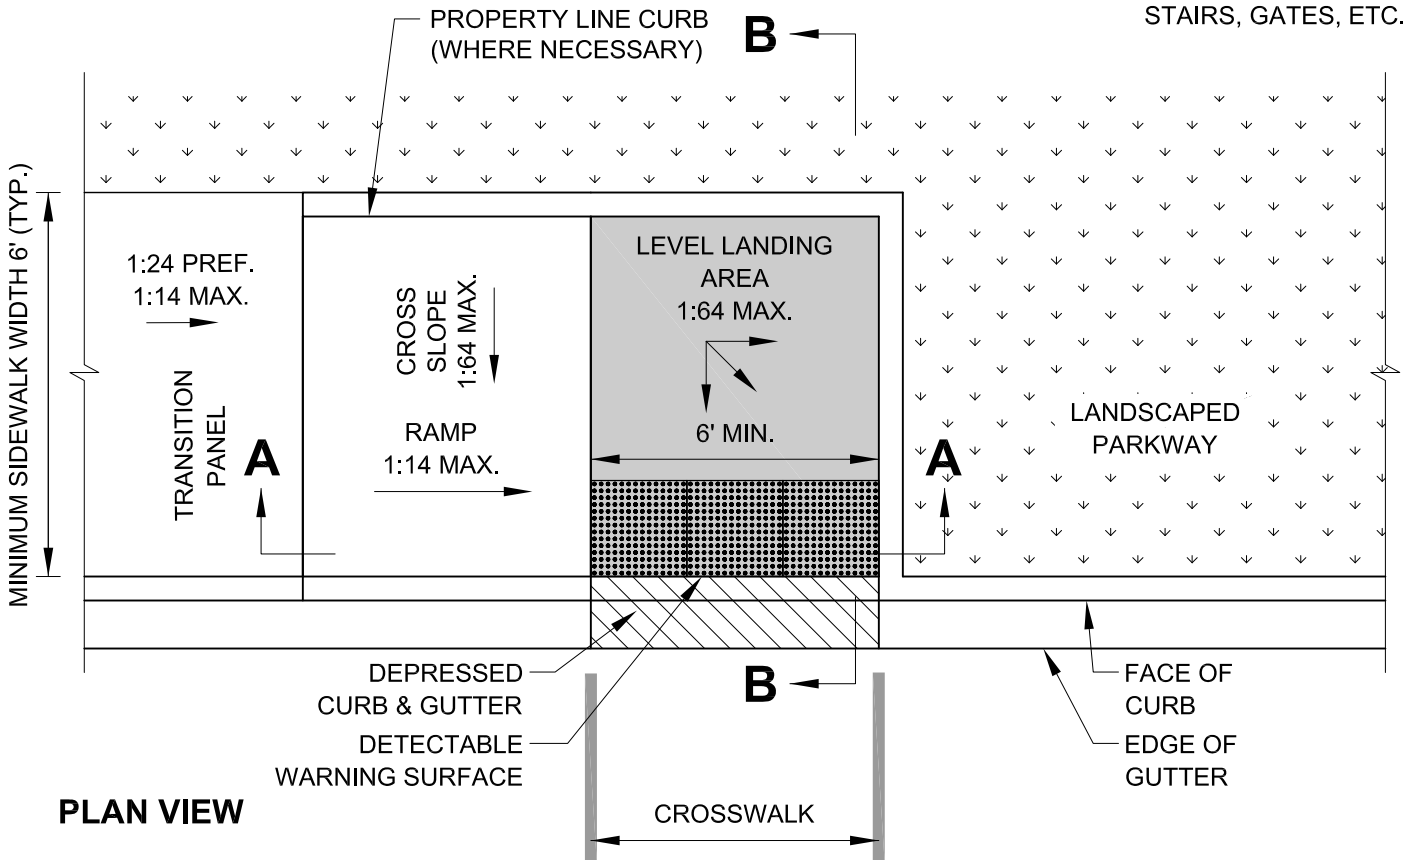 PROPERTY LINE CURB
(WHERE NECESSARY)
B
STAIRS, GATES, ETC.
MINIMUM SIDEWALK WIDTH 6' (TYP.)
1:24 PREF.
1:14 MAX.
TRANSITION
PANEL
A
CROSS
SLOPE
1:64 MAX.
RAMP
1:14 MAX.
LEVEL LANDING
AREA
1:64 MAX.
6' MIN.
A
LANDSCAPED
PARKWAY
DEPRESSED
CURB & GUTTER
DETECTABLE
WARNING SURFACE
B
FACE OF
CURB
EDGE OF
GUTTER
PLAN VIEW
CROSSWALK